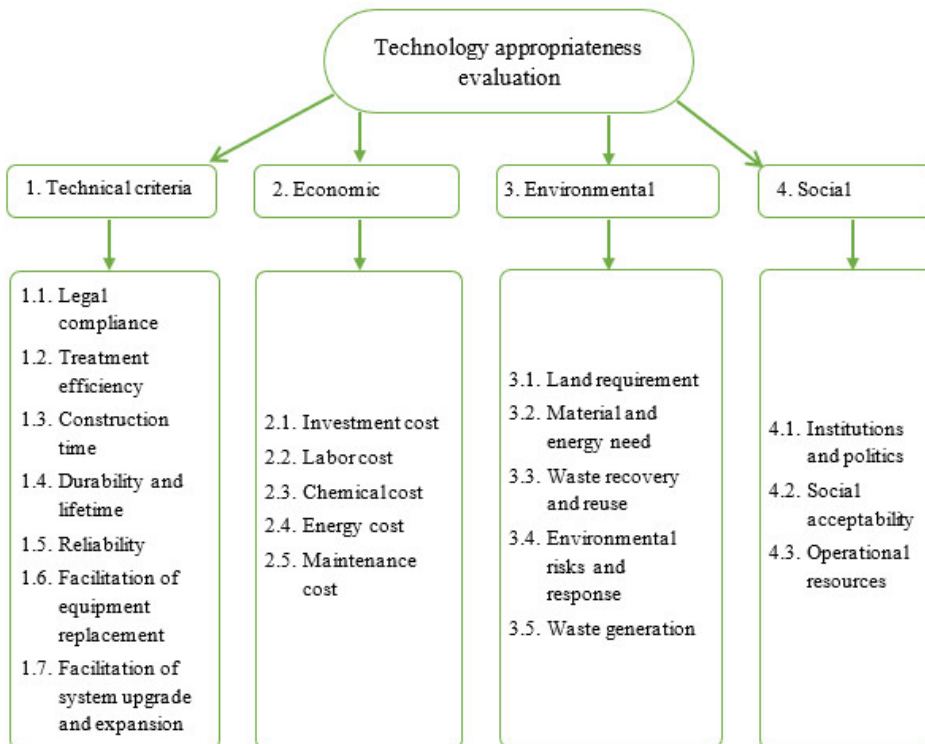 Technology appropriateness
evaluation
1. Technical criteria
2. Economic
3. Environmental
4. Social
1.1. Legal
compliance
1.2. Treatment
efficiency
1.3. Construction
time
1.4. Durability and
lifetime
1.5. Reliability
1.6. Facilitation of
equipment
replacement
1.7. Facilitation of
system upgrade
and expansion
2.1. Investment cost
2.2. Labor cost
2.3. Chemical cost
2.4. Energy cost
2.5. Maintenance
cost
3.1. Land requirement
3.2. Material and
energy need
3.3. Waste recovery
and reuse
3.4. Environmental
risks and
response
3.5. Waste generation
4.1. Institutions
and politics
4.2. Social
acceptability
4.3. Operational
resources